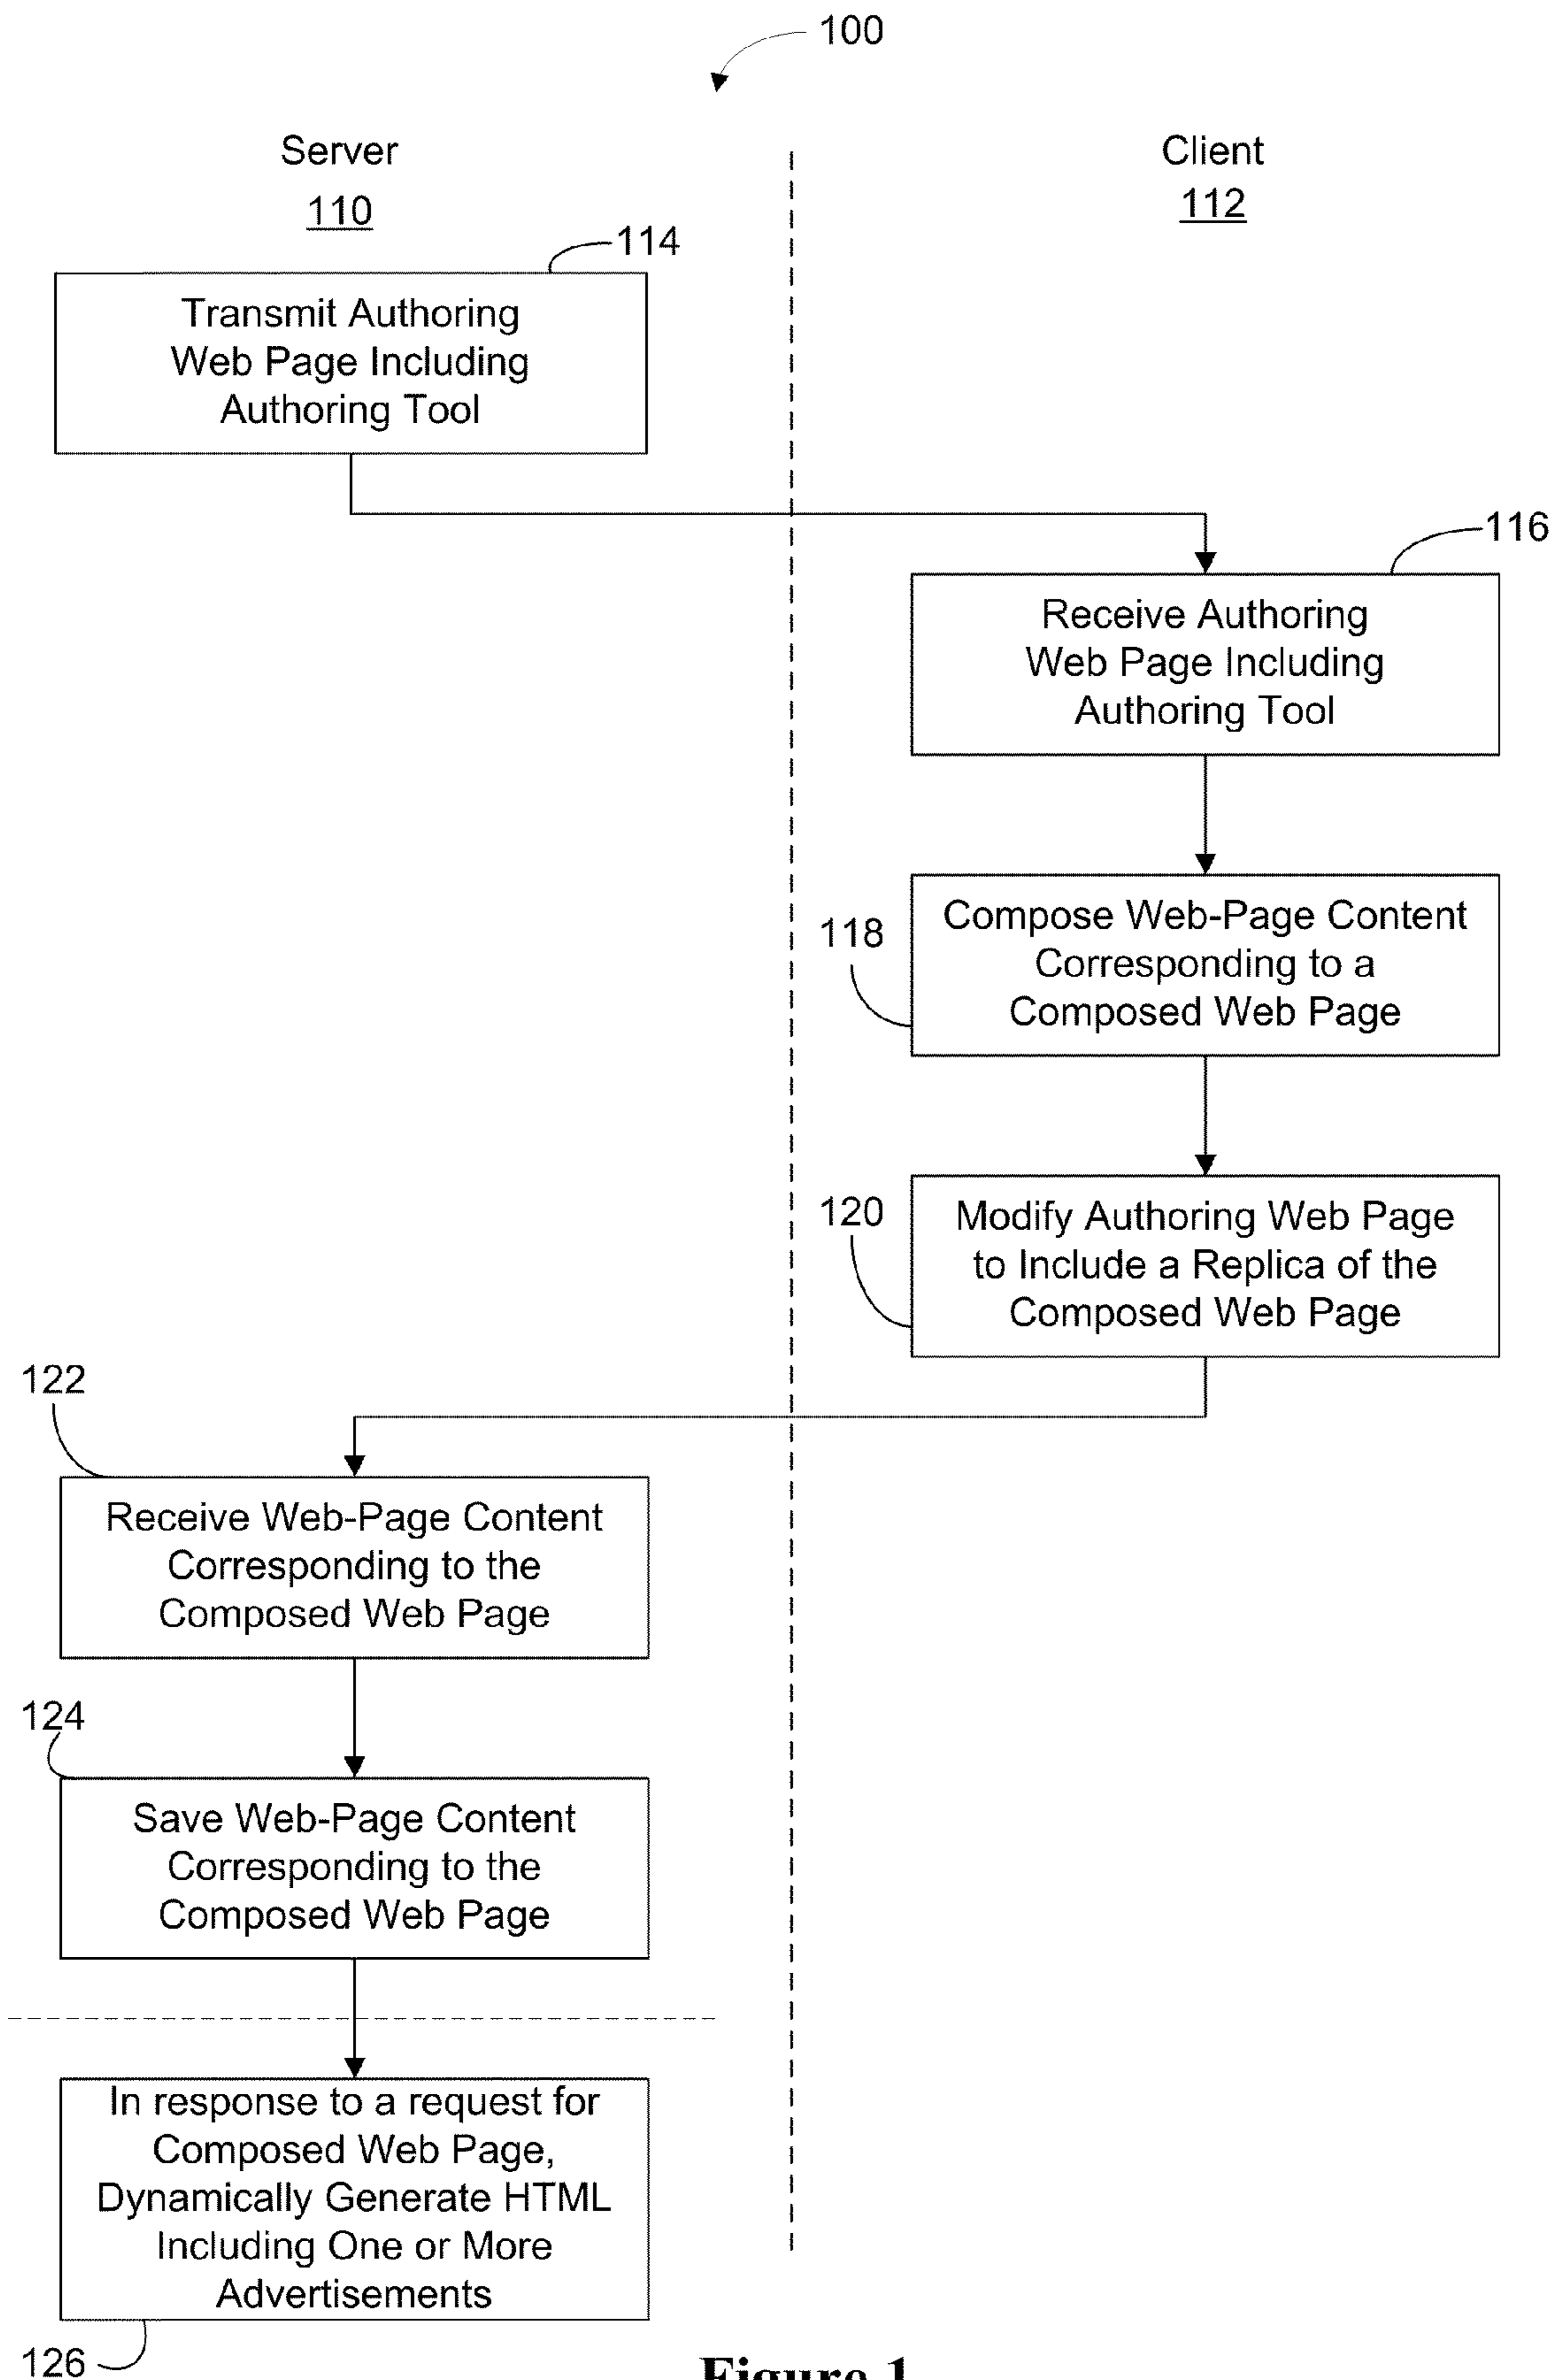 100
Server
110
Client
112
114
Transmit Authoring
Web Page Including
Authoring Tool
116
Receive Authoring
Web Page Including
Authoring Tool
118
Compose Web-Page Content
Corresponding to a
Composed Web Page
120
Modify Authoring Web Page
to Include a Replica of the
Composed Web Page
122
Receive Web-Page Content
Corresponding to the
Composed Web Page
124
Save Web-Page Content
Corresponding to the
Composed Web Page
In response to a request for
Composed Web Page,
Dynamically Generate HTML
Including One or More
Advertisements
126
Figure 1